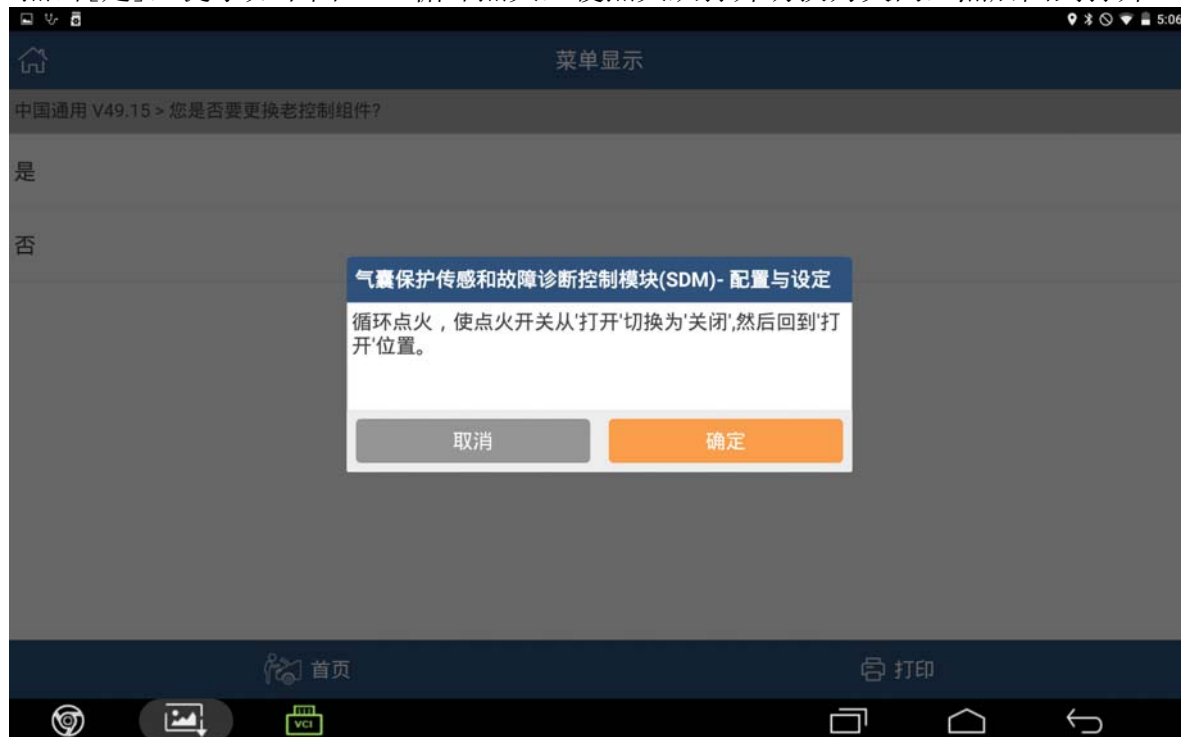 5:06
菜单显示
中国通用 V49.15 > 您是否要更换老控制组件?
是
否
气囊保护传感和故障诊断控制模块(SDM)- 配置与设定
循环点火，使点火开关从'打开'切换为'关闭',然后回到'打
开'位置。
取消
确定
首页
打印
VCI